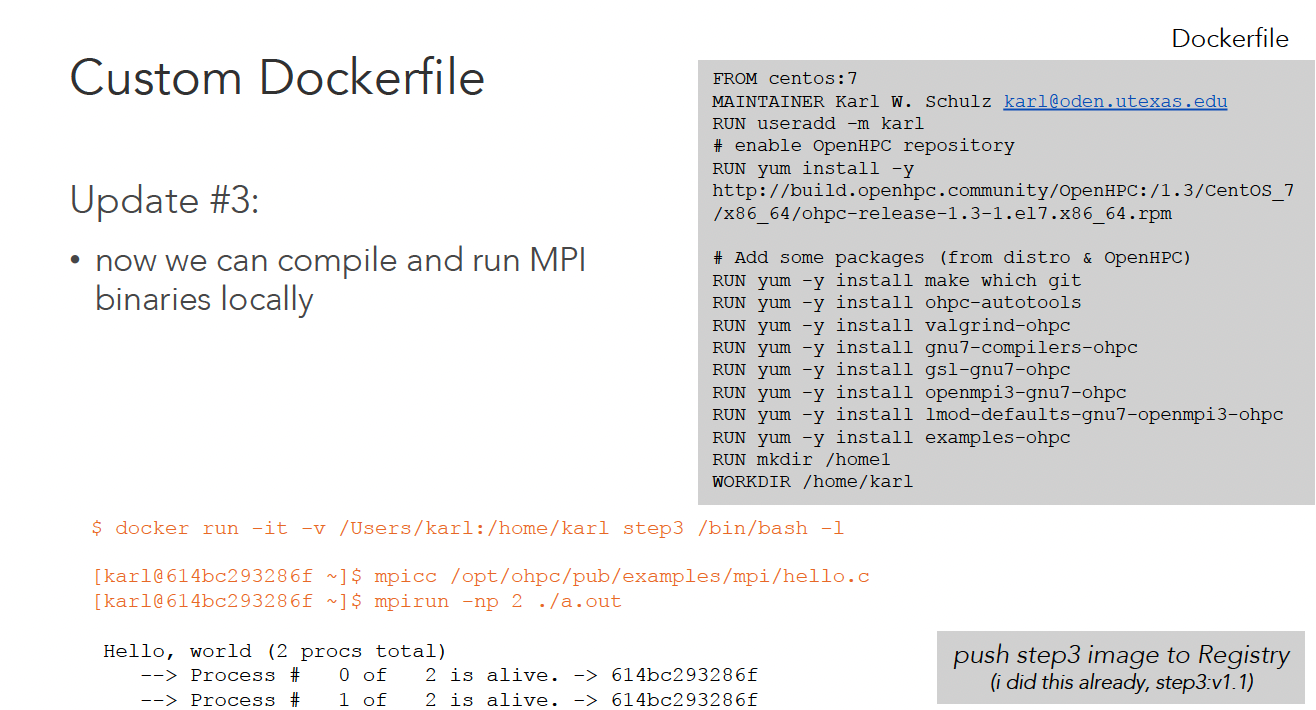 Custom Dockerfile
Update #3:
• now we can compile and run MPI
binaries locally
Dockerfile
FROM centos:7
MAINTAINER Karl W. Schulz karl@oden.utexas.edu
RUN useradd -m karl
# enable OpenHPC repository
RUN yum install -y
http://build.openhpc.community/OpenHPC:/1.3/CentOS_7
/x86_64/ohpc-release-1.3-1.el7.x86_64.rpm
# Add some packages (from distro & OpenHPC)
RUN yum -y install make which git
RUN yum -y install ohpc-autotools
RUN yum -y install valgrind-ohpc
RUN yum -y install gnu7-compilers-ohpc
RUN yum -y install gsl-gnu7-ohpc
RUN yum -y install openmpi3-gnu7-ohpc
RUN yum -y install lmod-defaults-gnu7-openmpi3-ohpc
RUN yum -y install examples-ohpc
RUN mkdir /home1
WORKDIR /home/karl
$ docker run -it -v /Users/karl:/home/karl step3 /bin/bash -l
[karl@614bc293286f ~]$ mpicc /opt/ohpc/pub/examples/mpi/hello.c
[karl@614bc293286f ~]$ mpirun -np 2 ./a.out
Hello, world (2 procs total)
--> Process # 0 of 2 is alive. -> 614bc293286f
--> Process # 1 of 2 is alive. -> 614bc293286f
push step3 image to Registry
(i did this already, step3:v1.1)